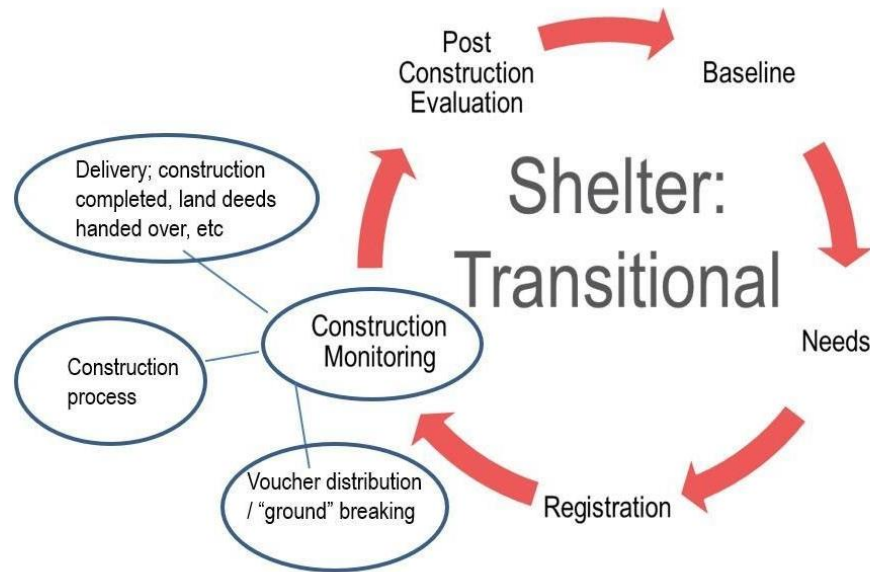 Post
Construction
Evaluation
Baseline
Delivery; construction
completed, land deeds
handed over, etc
Shelter:
Transitional
Construction
Monitoring
Needs
Construction
process
Voucher distribution
/ “ground” breaking
Registration